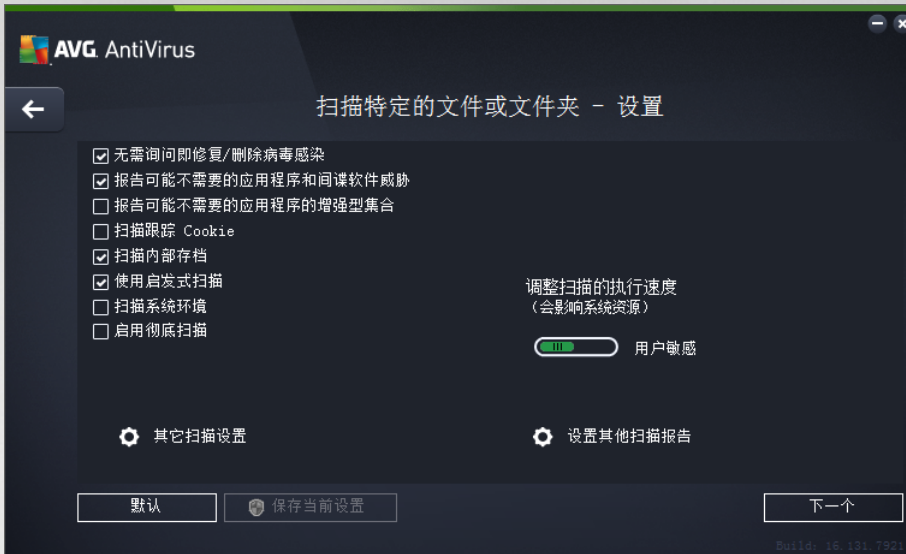 AVG AntiVirus
扫描特定的文件或文件夹 - 设置
无需询问即修复/删除病毒感染
报告可能不需要的应用程序和间谍软件威胁
报告可能不需要的应用程序的增强型集合
扫描跟踪 Cookie
扫描内部存档
使用启发式扫描
扫描系统环境
启用彻底扫描
调整扫描的执行速度
（会影响系统资源）
用户敏感
其它扫描设置
设置其他扫描报告
默认
保存当前设置
下一个
Build: 16.131.7921